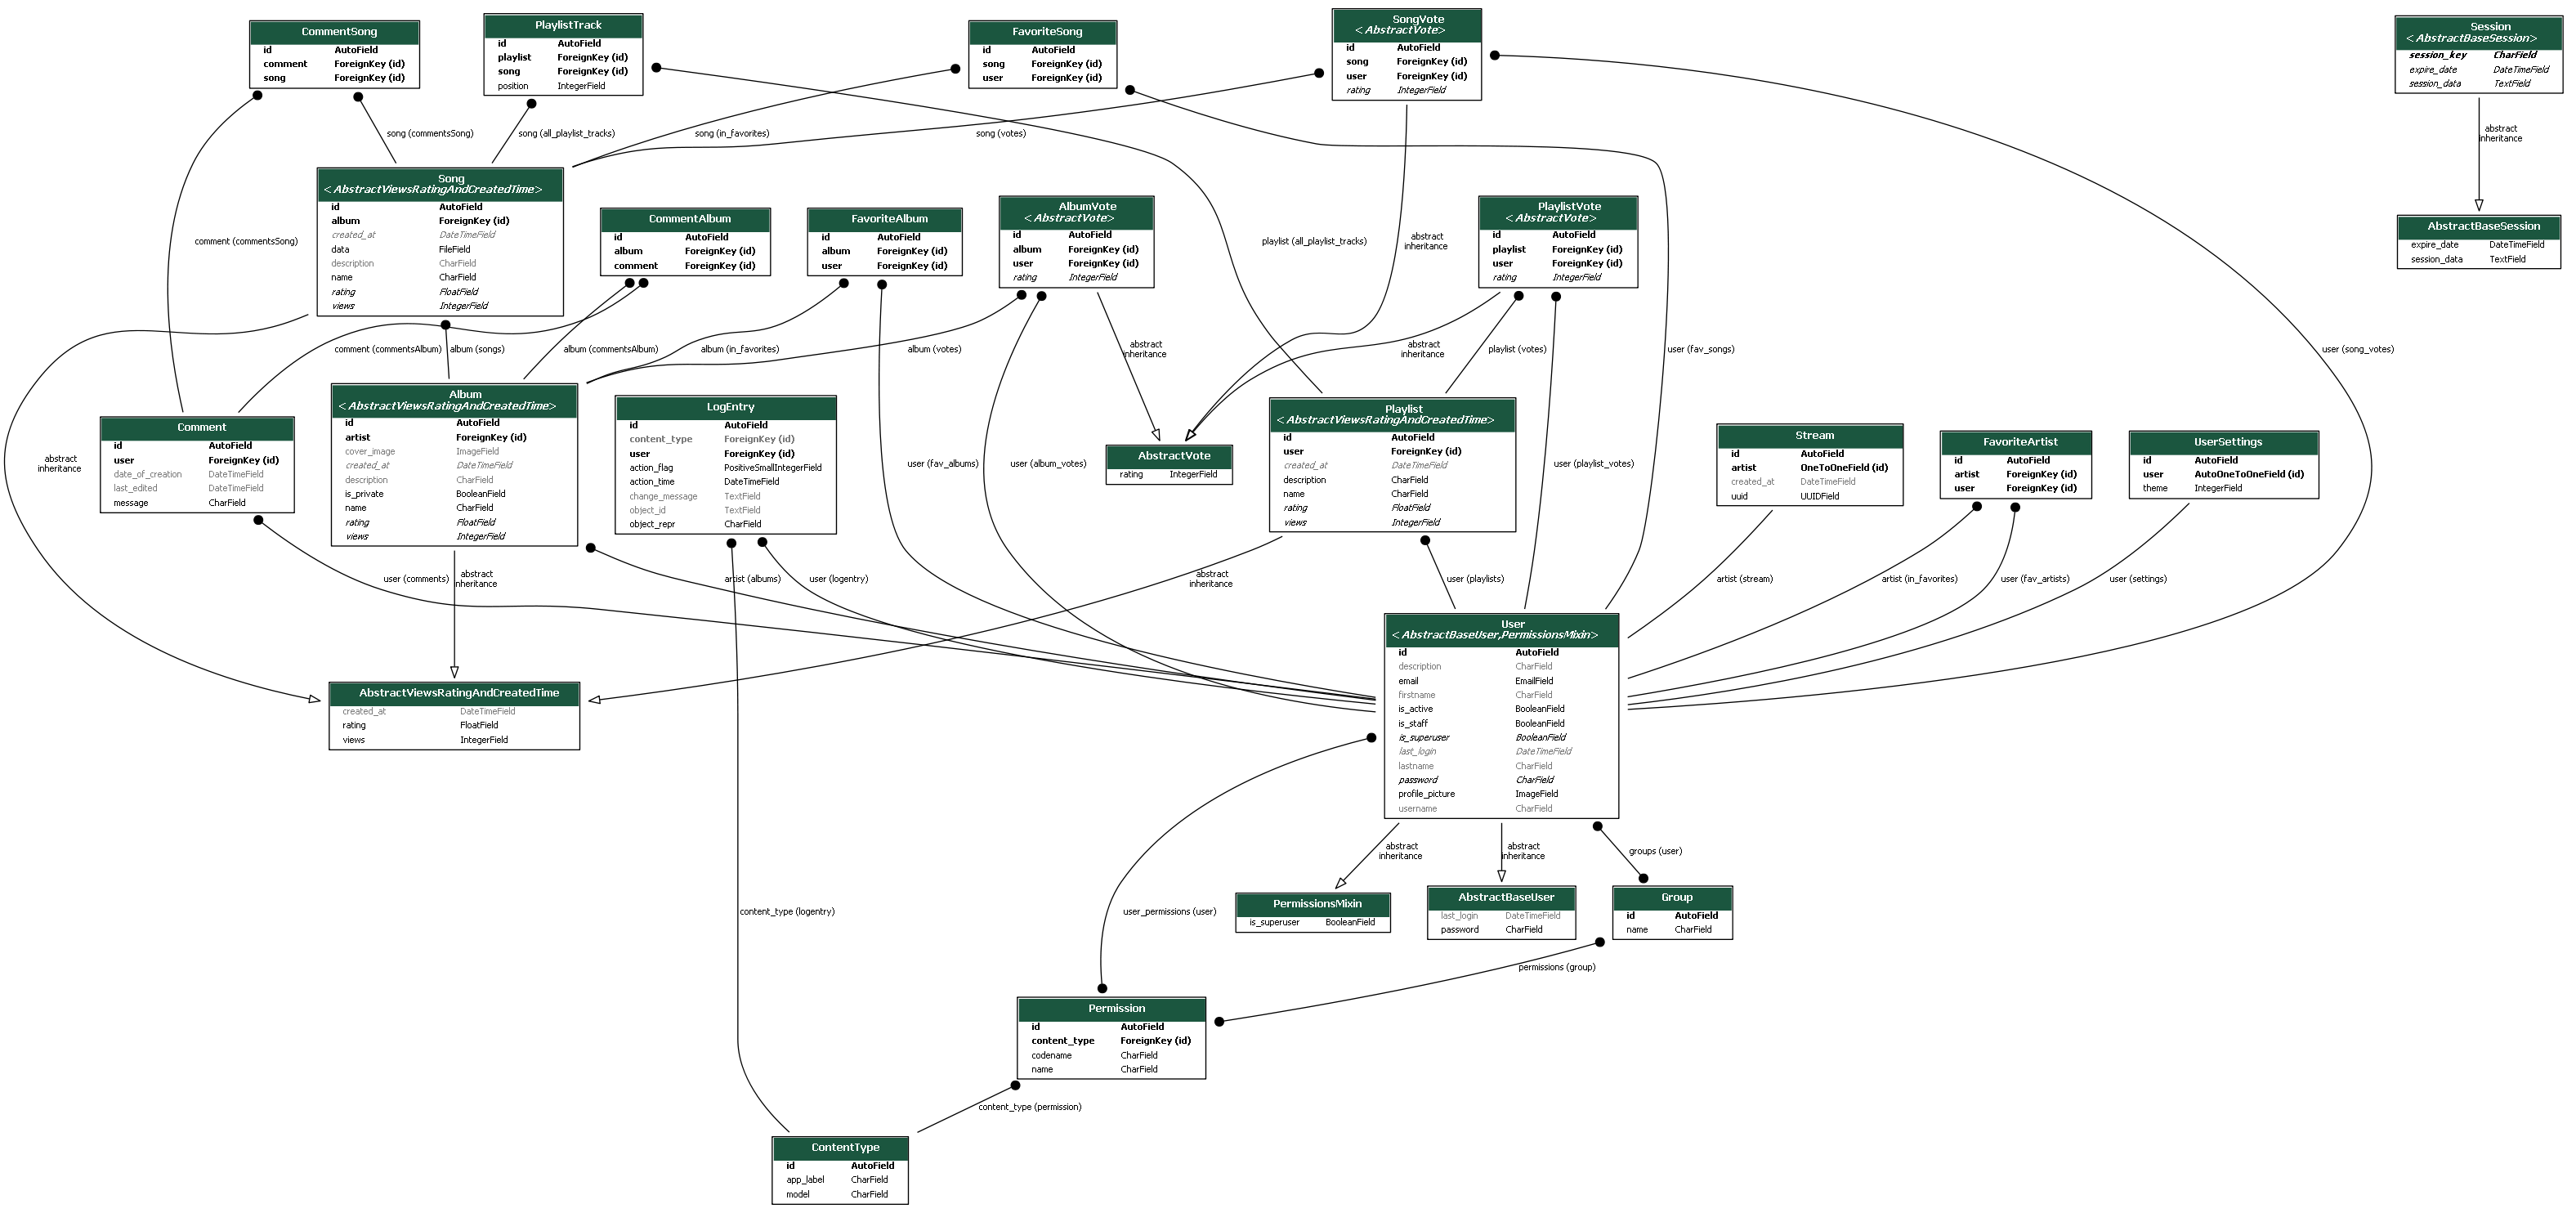 CommentSong
id AutoField
comment ForeignKey (id)
song ForeignKey (id)
PlaylistTrack
id AutoField
playlist ForeignKey (id)
song ForeignKey (id)
position IntegerField
FavoriteSong
id AutoField
song ForeignKey (id)
user ForeignKey (id)
SongVote
<AbstractVote>
id AutoField
song ForeignKey (id)
user ForeignKey (id)
rating IntegerField
Session
<AbstractBaseSession>
session_key CharField
expire_date DateTimeField
session_data TextField
song (commentsSong)
song (all_playlist_tracks)
song (in_favorites)
song (votes)
abstract
inheritance
Song
<AbstractViewsRatingAndCreatedTime>
id AutoField
album ForeignKey (id)
created_at DateTimeField
data FileField
description CharField
name CharField
rating FloatField
views IntegerField
CommentAlbum
id AutoField
album ForeignKey (id)
comment ForeignKey (id)
FavoriteAlbum
id AutoField
album ForeignKey (id)
user ForeignKey (id)
AlbumVote
<AbstractVote>
id AutoField
album ForeignKey (id)
user ForeignKey (id)
rating IntegerField
PlaylistVote
<AbstractVote>
id AutoField
playlist ForeignKey (id)
user ForeignKey (id)
rating IntegerField
AbstractBaseSession
expire_date DateTimeField
session_data TextField
comment (commentsSong)
playlist (all_playlist_tracks)
abstract
inheritance
comment (commentsAlbum)
album (songs)
album (commentsAlbum)
album (in_favorites)
album (votes)
abstract
inheritance
abstract
inheritance
playlist (votes)
user (fav_songs)
user (song_votes)
Comment
id AutoField
user ForeignKey (id)
date_of_creation DateTimeField
last_edited DateTimeField
message CharField
Album
<AbstractViewsRatingAndCreatedTime>
id AutoField
artist ForeignKey (id)
cover_image ImageField
created_at DateTimeField
description CharField
is_private BooleanField
name CharField
rating FloatField
views IntegerField
LogEntry
id AutoField
content_type ForeignKey (id)
user ForeignKey (id)
action_flag PositiveSmallIntegerField
action_time DateTimeField
change_message TextField
object_id TextField
object_repr CharField
AbstractVote
rating IntegerField
Playlist
<AbstractViewsRatingAndCreatedTime>
id AutoField
user ForeignKey (id)
created_at DateTimeField
description CharField
name CharField
rating FloatField
views IntegerField
Stream
id AutoField
artist OneToOneField (id)
created_at DateTimeField
uuid UUIDField
FavoriteArtist
id AutoField
artist ForeignKey (id)
user ForeignKey (id)
UserSettings
id AutoField
user AutoOneToOneField (id)
theme IntegerField
abstract
inheritance
user (fav_albums)
user (album_votes)
user (playlist_votes)
user (comments)
abstract
inheritance
artist (albums)
user (logentry)
abstract
inheritance
user (playlists)
artist (stream)
artist (in_favorites)
user (fav_artists)
user (settings)
AbstractViewsRatingAndCreatedTime
created_at DateTimeField
rating FloatField
views IntegerField
User
<AbstractBaseUser,PermissionsMixin>
id AutoField
description CharField
email EmailField
firstname CharField
is_active BooleanField
is_staff BooleanField
is_superuser BooleanField
last_login DateTimeField
lastname CharField
password CharField
profile_picture ImageField
username CharField
abstract
inheritance
abstract
inheritance
groups (user)
content_type (logentry)
user_permissions (user)
PermissionsMixin
is_superuser BooleanField
AbstractBaseUser
last_login DateTimeField
password CharField
Group
id AutoField
name CharField
permissions (group)
Permission
id AutoField
content_type ForeignKey (id)
codename CharField
name CharField
content_type (permission)
ContentType
id AutoField
app_label CharField
model CharField